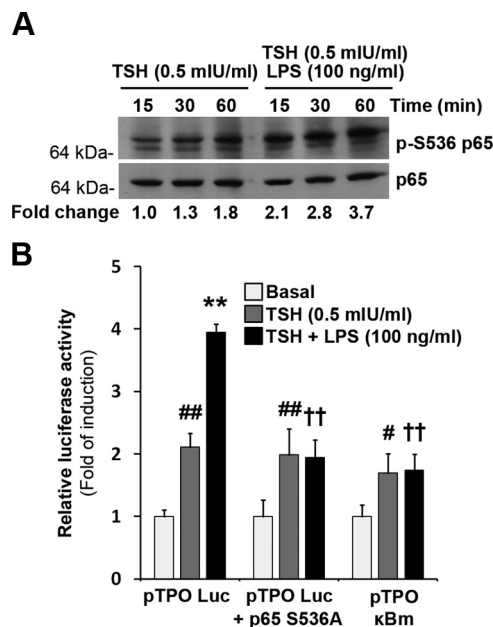 A
TSH (0.5 mIU/ml)
TSH (0.5 mIU/ml)
LPS (100 ng/ml)
15 30 60 15 30 60 Time (min)
64 kDa- p-S536 p65
64 kDa- p65
Fold change 1.0 1.3 1.8 2.1 2.8 3.7
B
Relative luciferase activity
(Fold of induction)
5
4
3
2
1
0
Basal
TSH (0.5 mIU/ml)
TSH + LPS (100 ng/ml)
## **
## ††
# ††
pTPO Luc
pTPO Luc
+ p65 S536A
pTPO
κBm